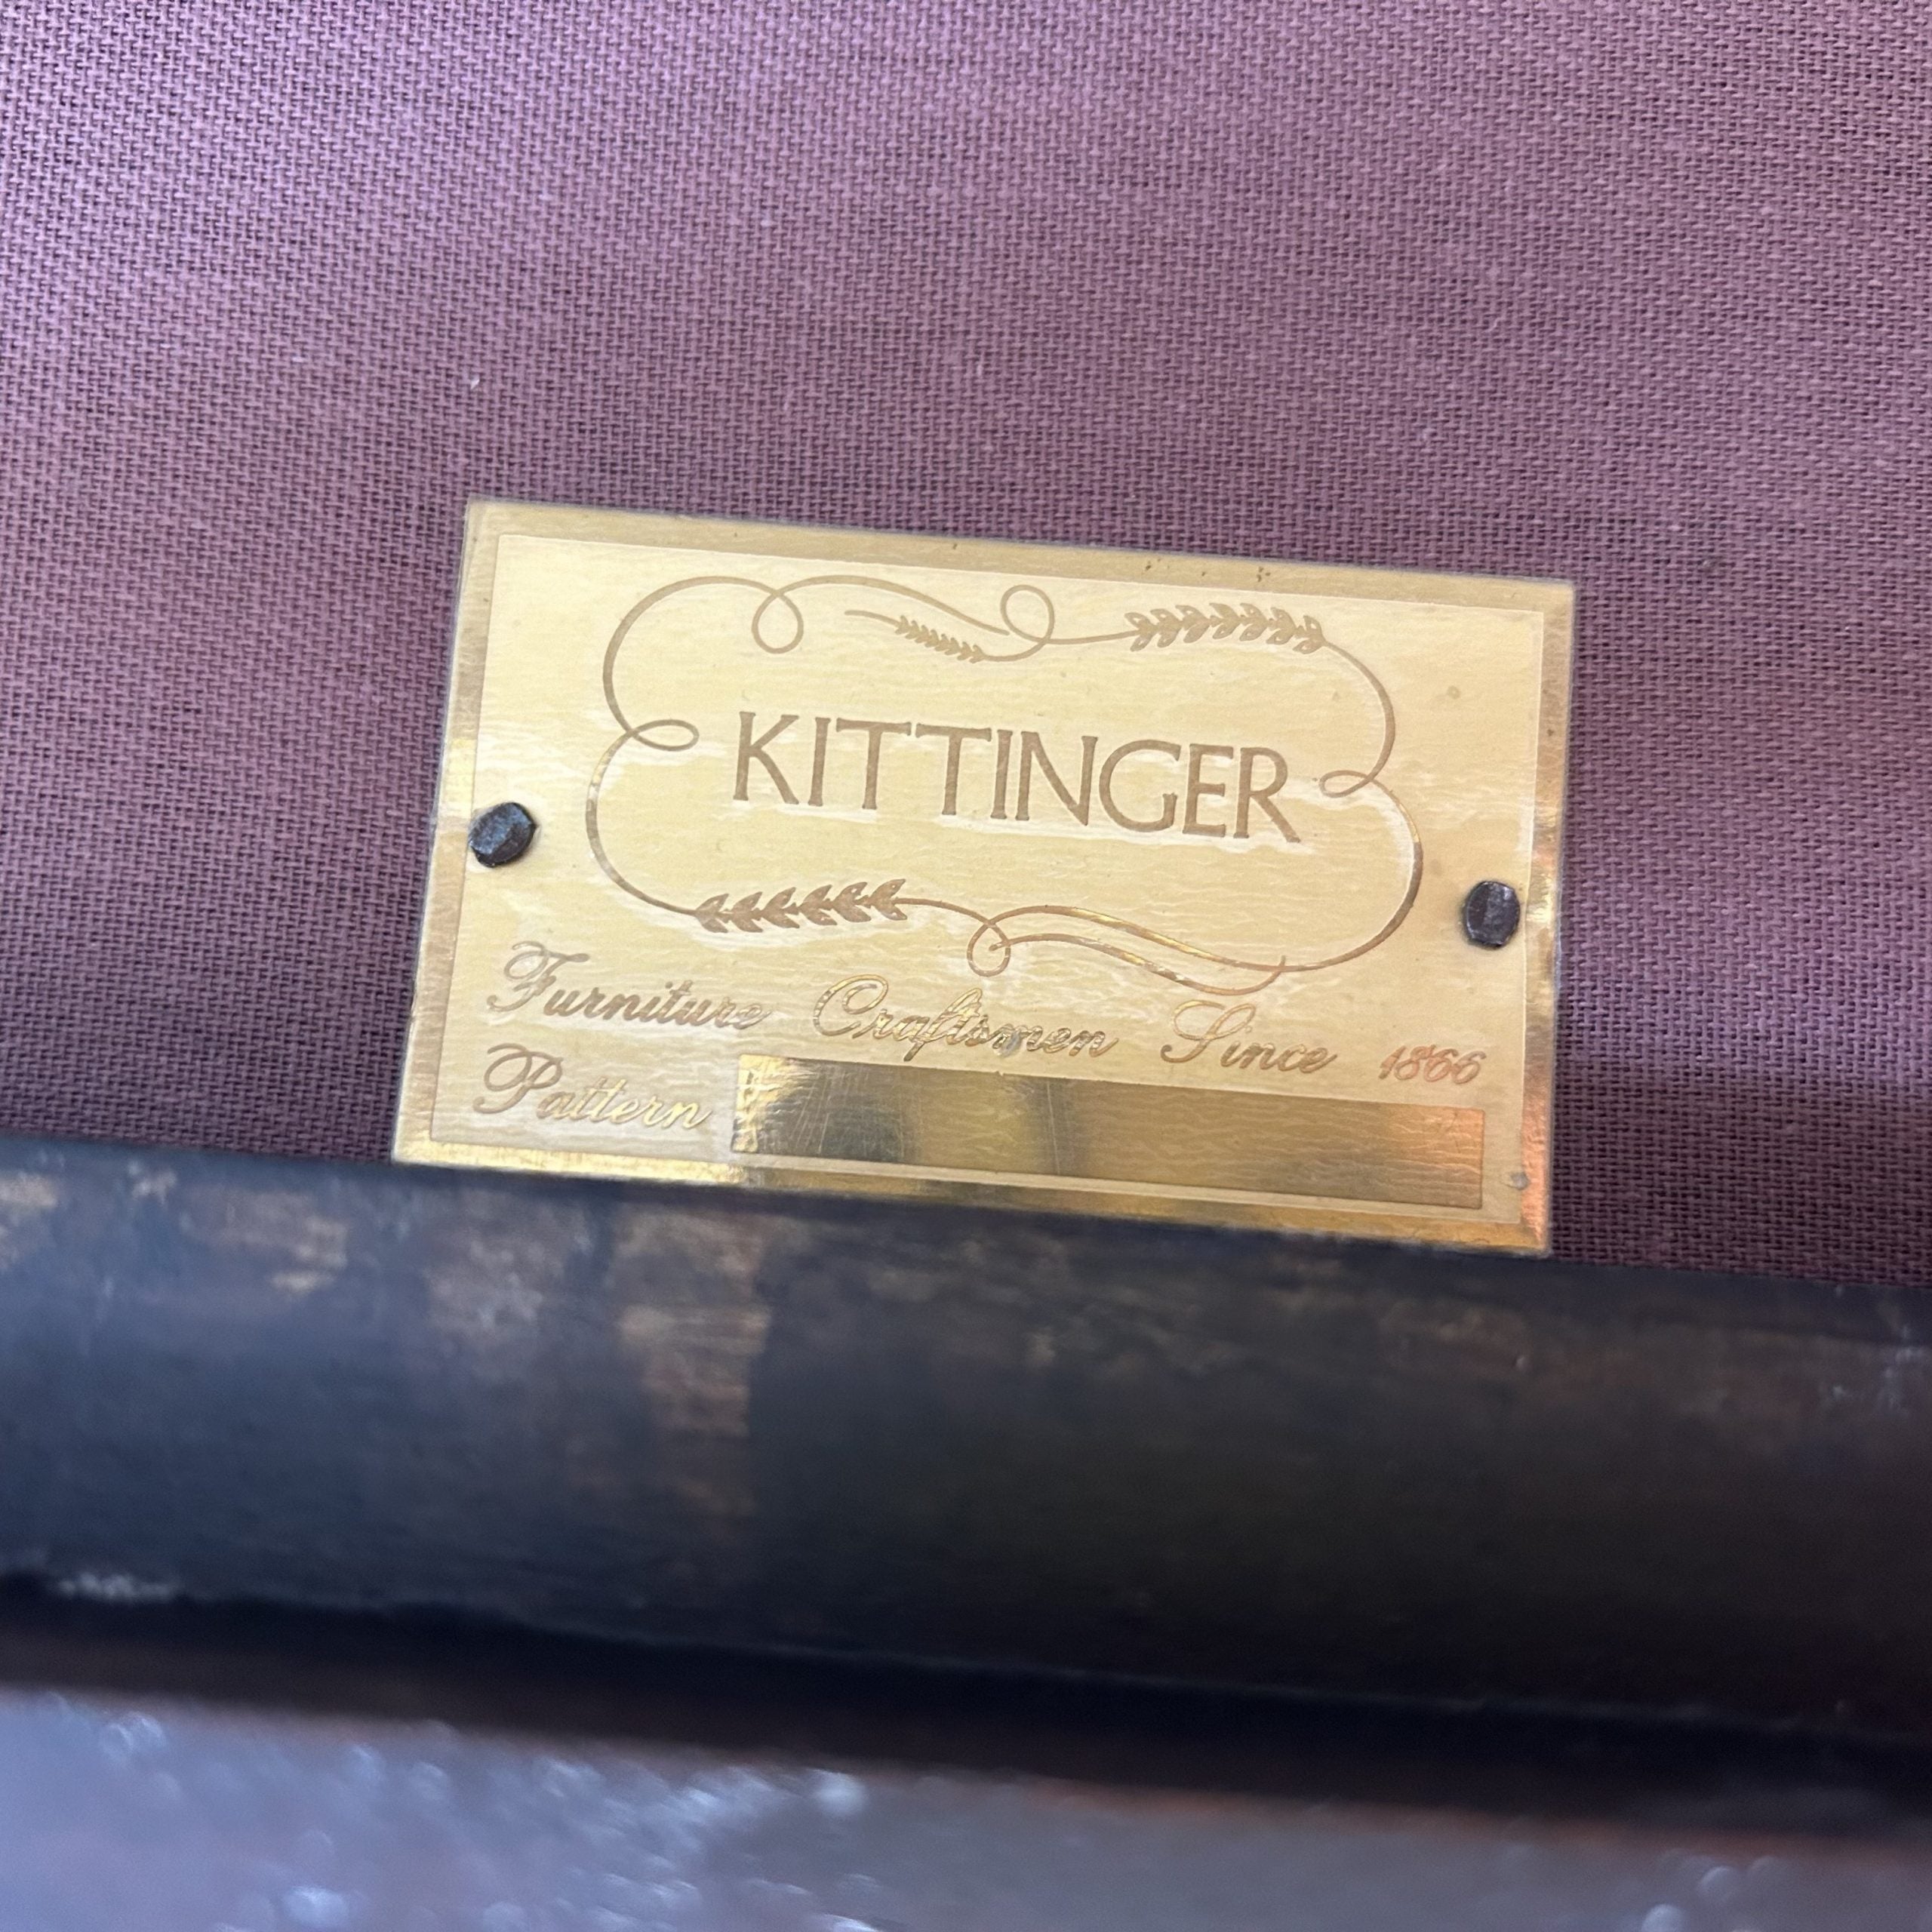 KITTINGER
Furniture Craftsmen Since 1866
Pattern